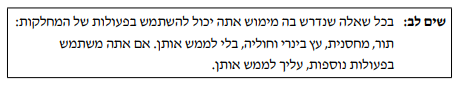 שים לב: בכל שאלה שנדרש בה מימוש אתה יכול להשתמש בפעולות של המחלקות:
תור, מחסנית, עץ בינרי וחוליה, בלי לממש אותן. אם אתה משתמש
בפעולות נוספות, עליך לממש אותן.